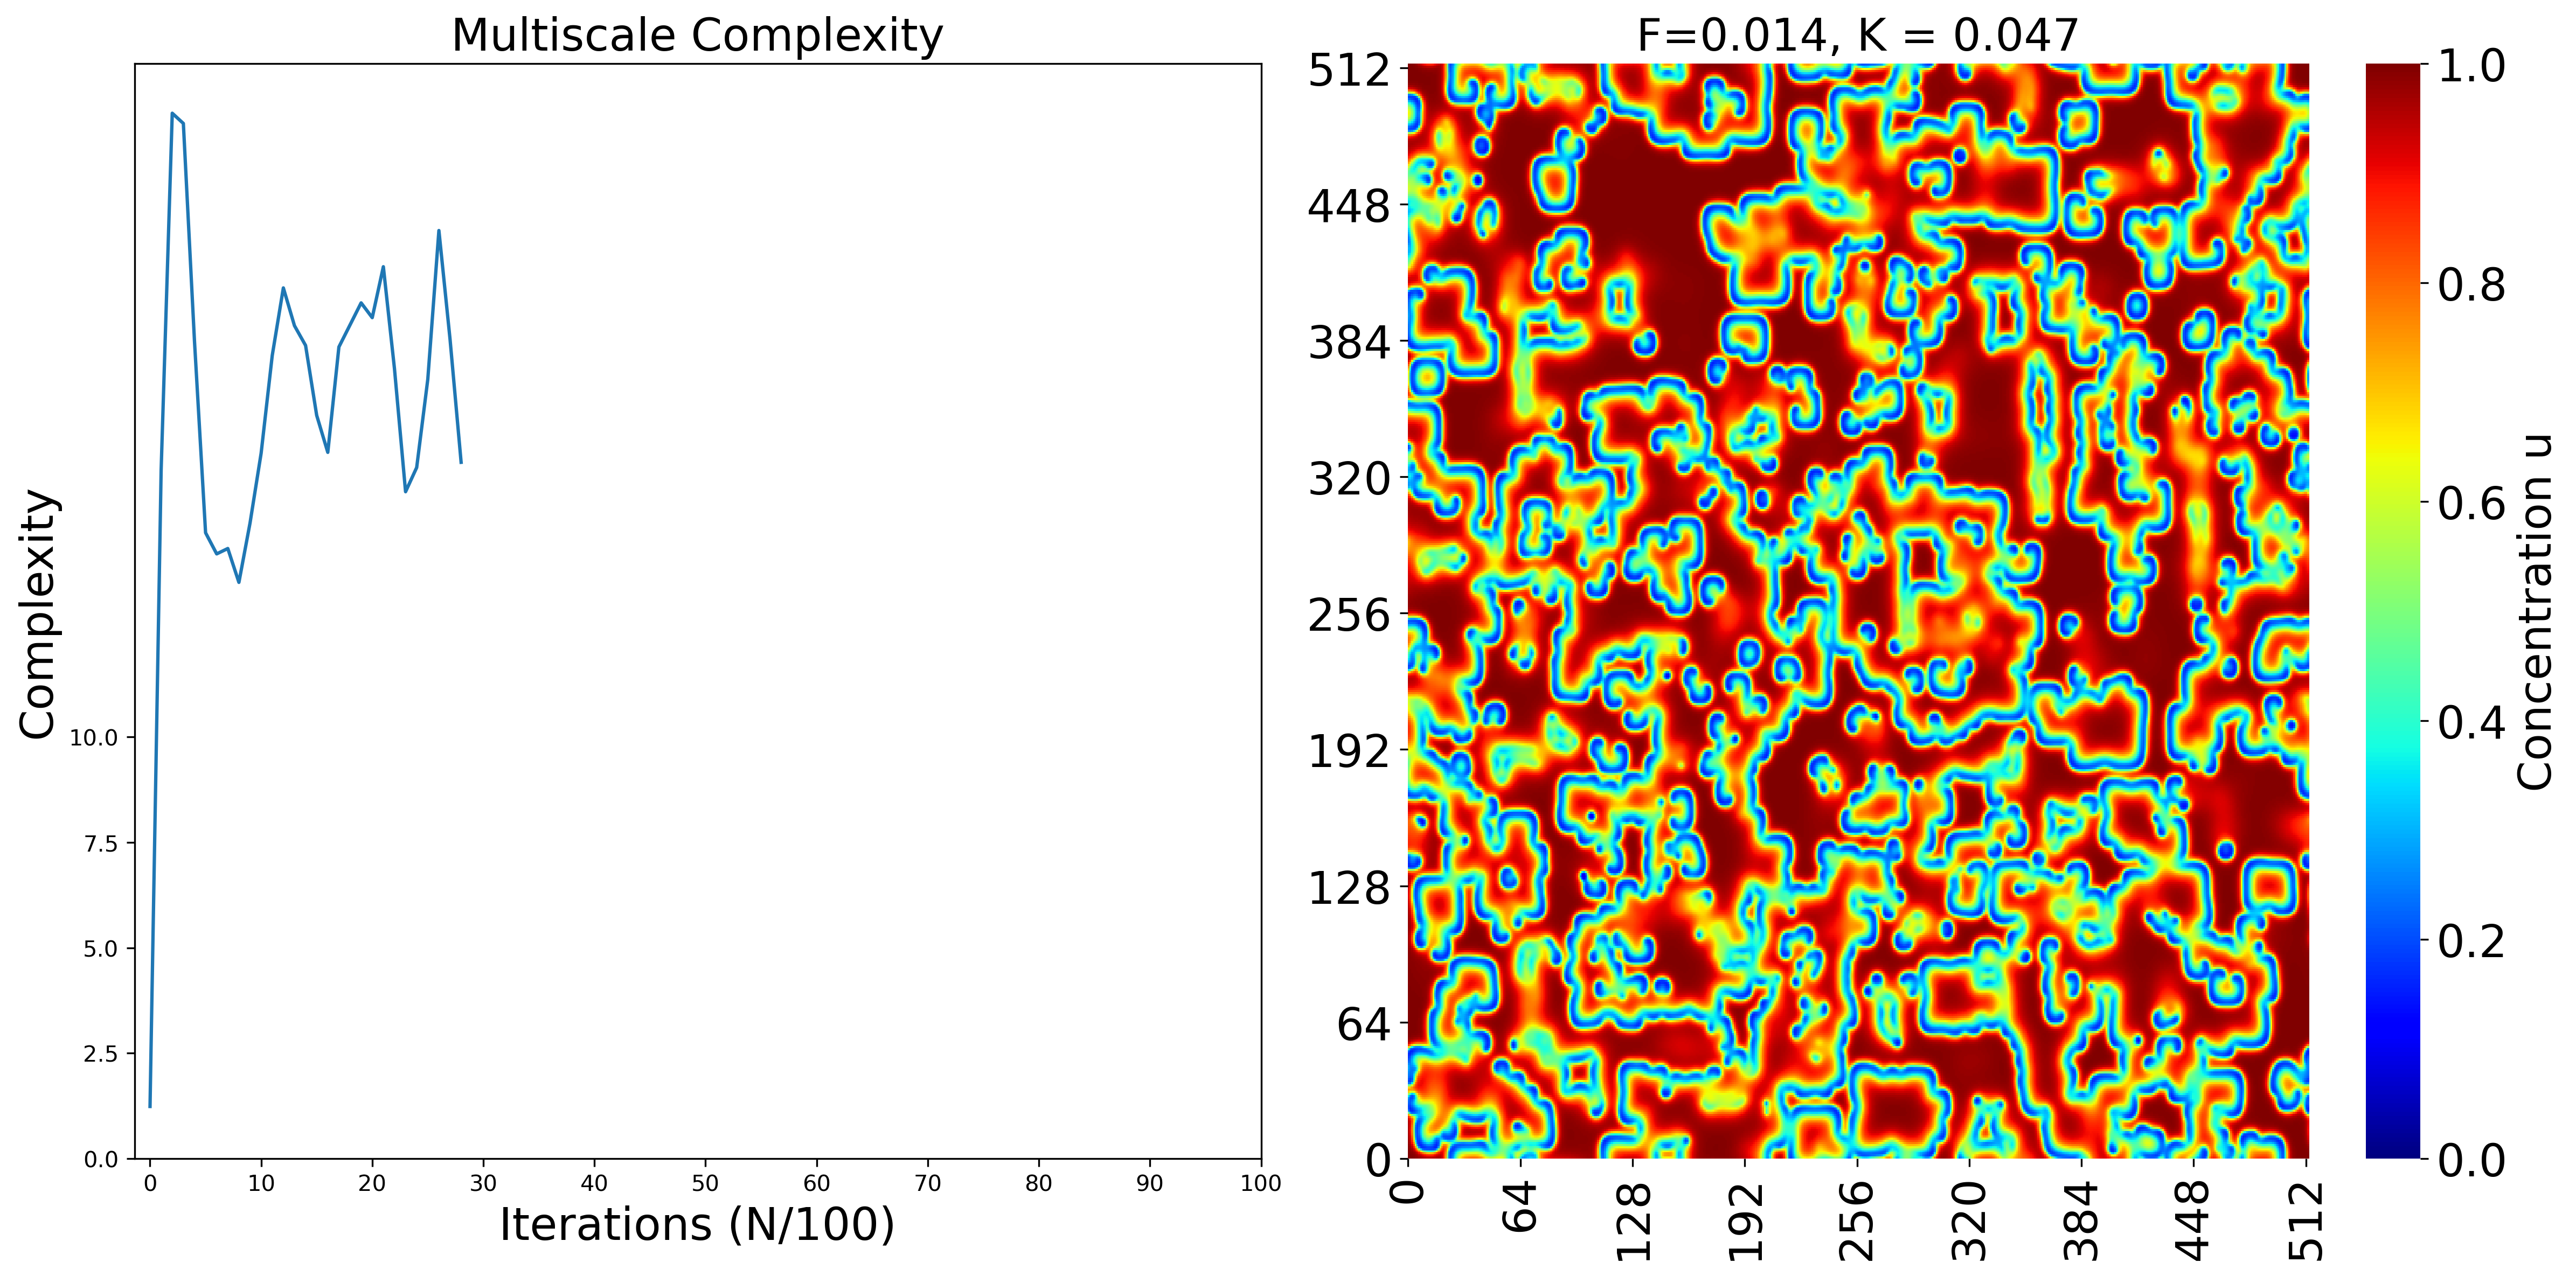 Multiscale Complexity
Complexity
10.0
7.5
5.0
2.5
0.0
0 10 20 30 40 50 60 70 80 90 100
Iterations (N/100)
F=0.014, K = 0.047
512
448
384
320
256
192
128
64
0
0 64 128 192 256 320 384 448 512
1.0
0.8
0.6
0.4
0.2
0.0
Concentration u